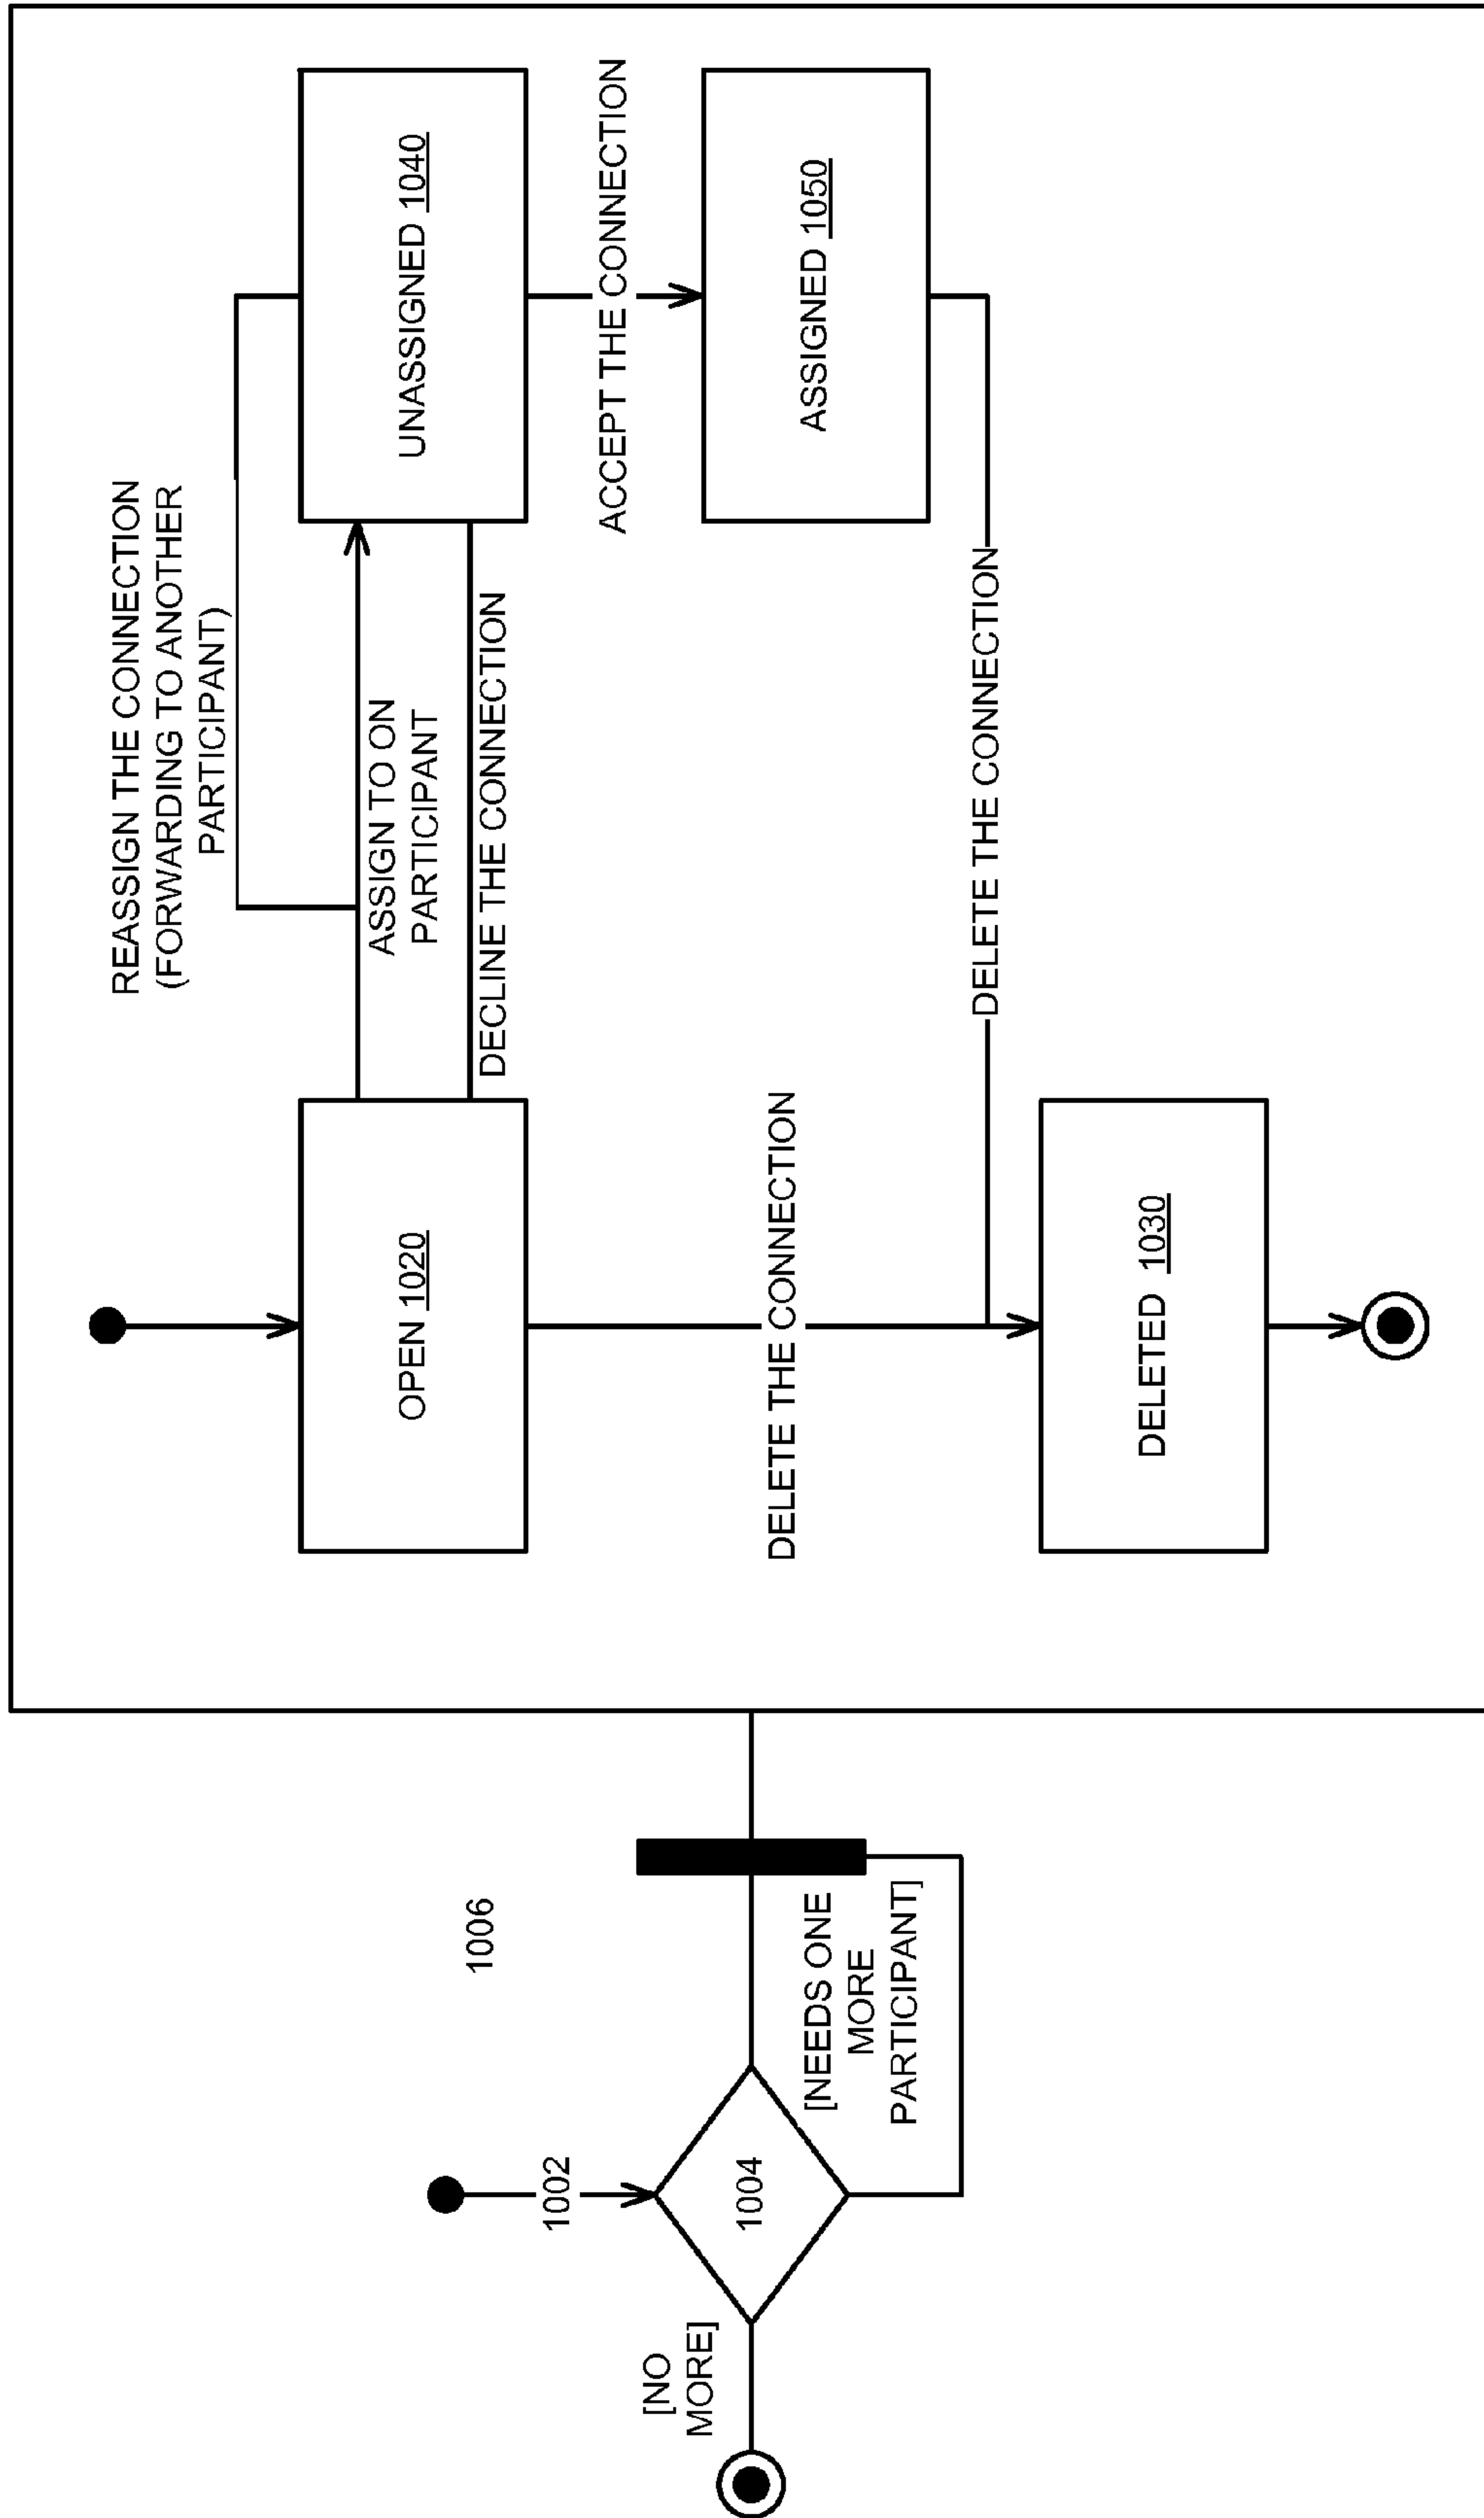 [NO
MORE]
1002
1004
1006
[NEEDS ONE
MORE
PARTICIPANT]
REASSIGN THE CONNECTION
(FORWARDING TO ANOTHER
PARTICIPANT)
OPEN 1020
ASSIGN TO ON
PARTICIPANT
DECLINE THE CONNECTION
UNASSIGNED 1040
ACCEPT THE CONNECTION
DELETE THE CONNECTION
ASSIGNED 1050
DELETE THE CONNECTION
DELETED 1030